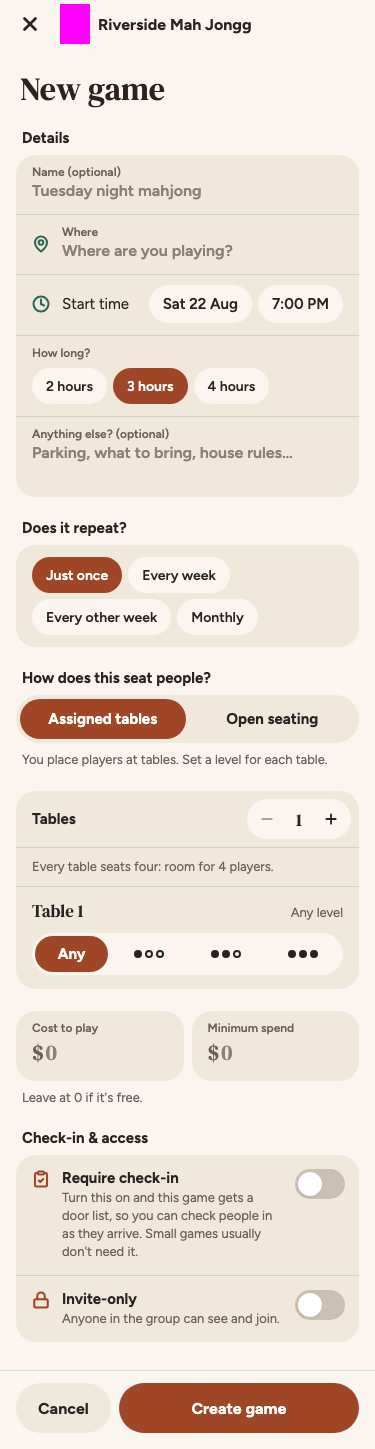 Riverside Mah Jongg
New game
Details
Name (optional)
Tuesday night mahjong
Where
Where are you playing?
Start time
Sat 22 Aug
7:00 PM
How long?
2 hours
3 hours
4 hours
Anything else? (optional)
Parking, what to bring, house rules...
Does it repeat?
Just once
Every week
Every other week
Monthly
How does this seat people?
Assigned tables
Open seating
You place players at tables. Set a level for each table.
Tables
1
Every table seats four: room for 4 players.
Table 1
Any level
Any
Cost to play
$0
Minimum spend
$0
Leave at 0 if it's free.
Check-in & access
Require check-in
Turn this on and this game gets a
door list, so you can check people in
as they arrive. Small games usually
don't need it.
Invite-only
Anyone in the group can see and join.
Cancel
Create game